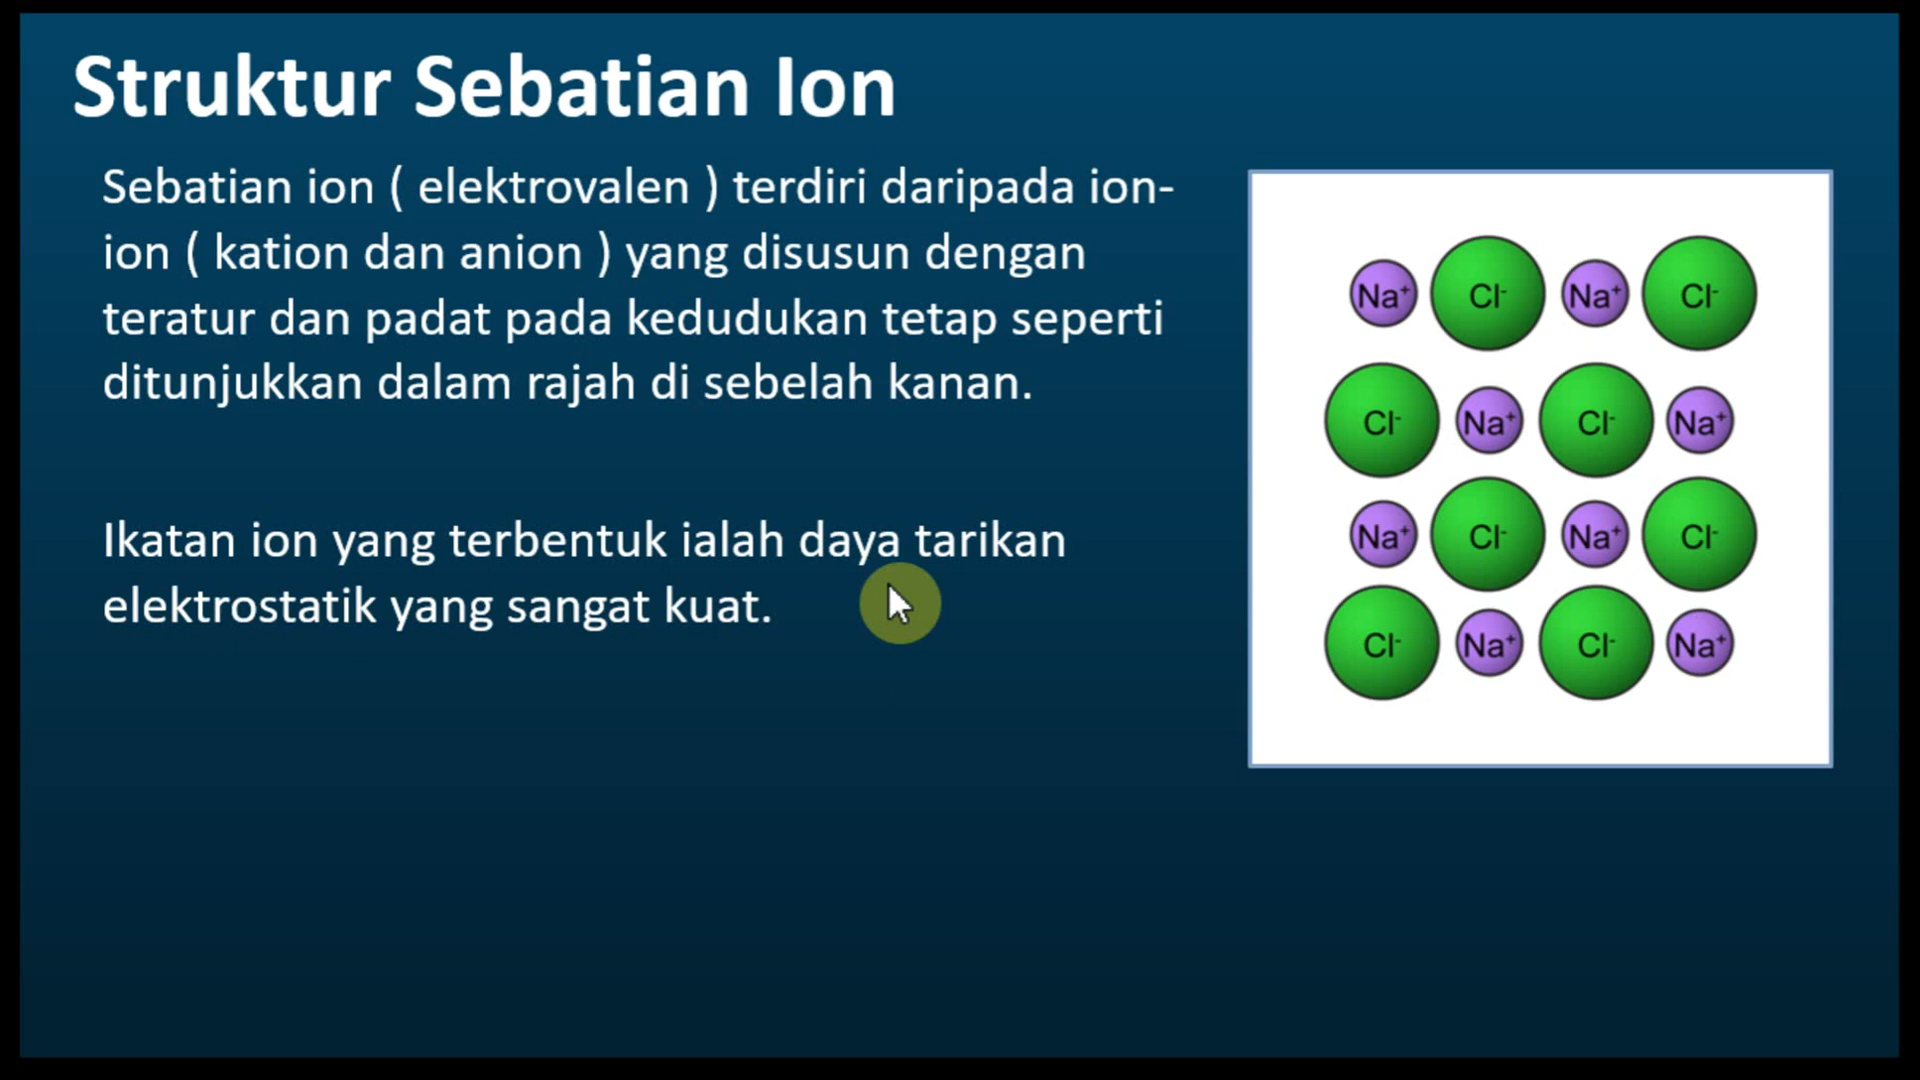 Struktur Sebatian Ion
Sebatian ion ( elektrovalen ) terdiri daripada ion-
ion ( kation dan anion ) yang disusun dengan
teratur dan padat pada kedudukan tetap seperti
ditunjukkan dalam rajah di sebelah kanan.
Ikatan ion yang terbentuk ialah daya tarikan
elektrostatik yang sangat kuat.
Na⁺ Cl⁻ Na⁺ Cl⁻
Cl⁻ Na⁺ Cl⁻ Na⁺
Na⁺ Cl⁻ Na⁺ Cl⁻
Cl⁻ Na⁺ Cl⁻ Na⁺